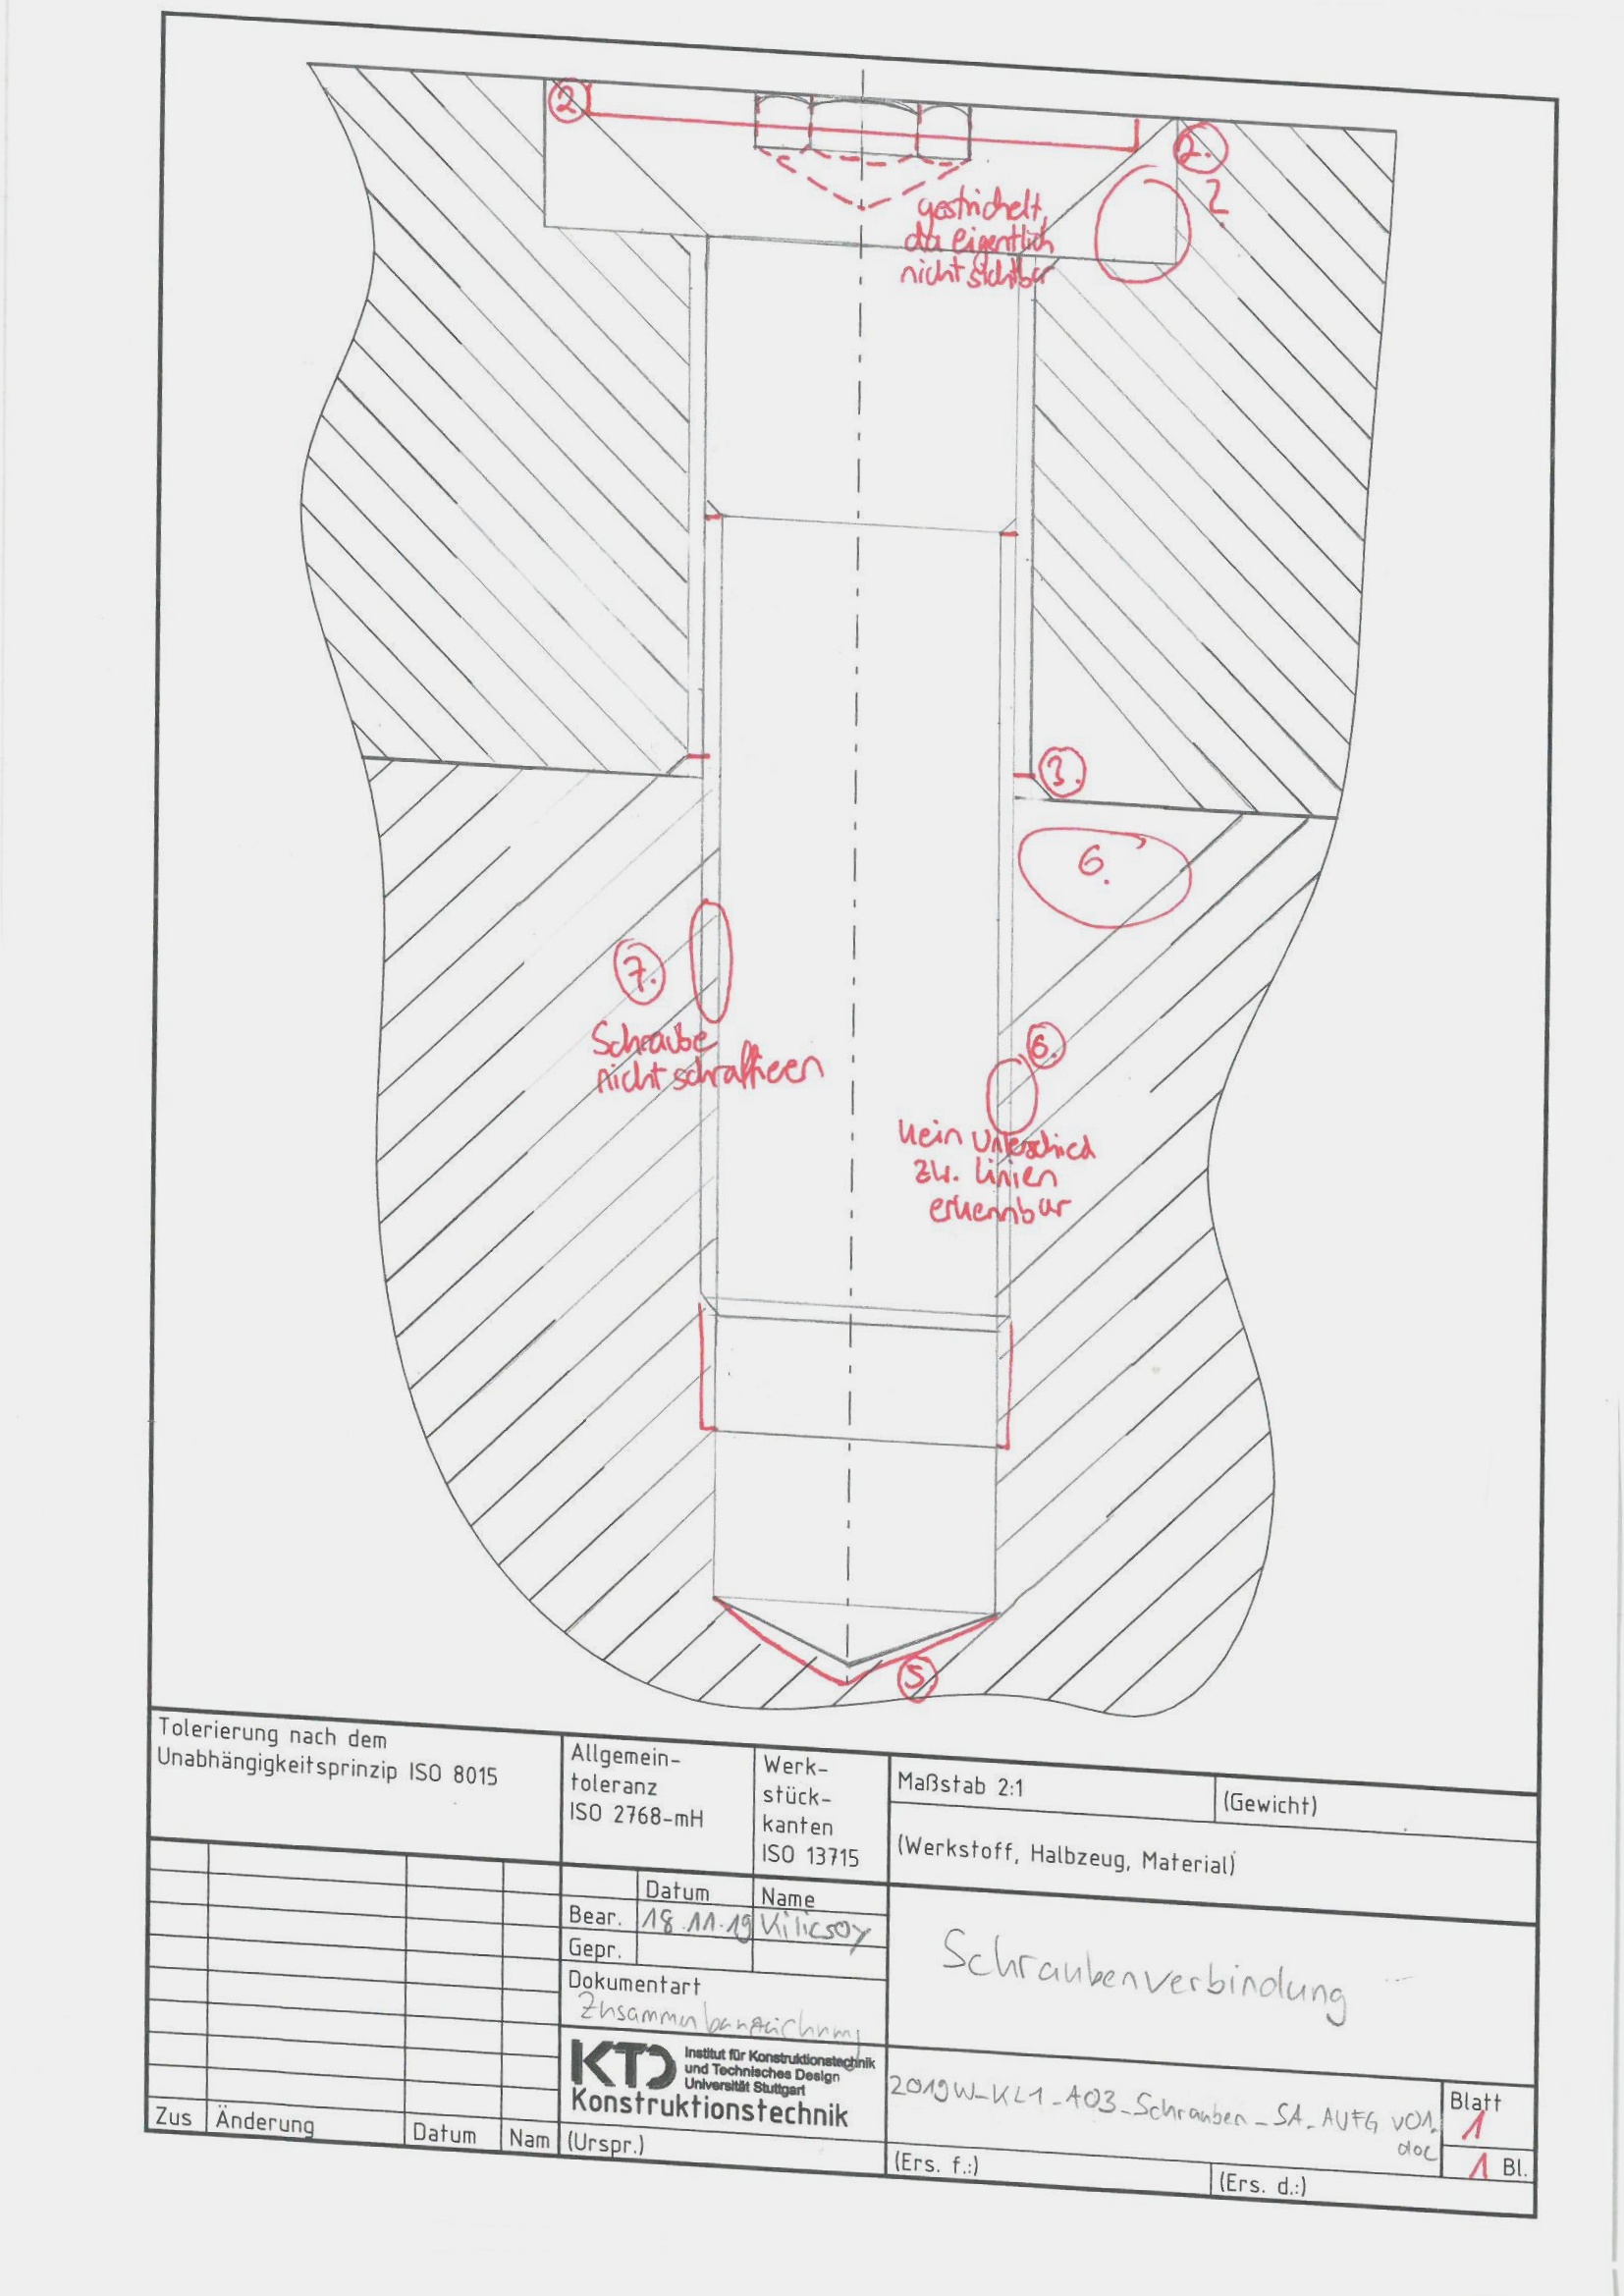 2
2.
2.
gestrichelt,
da eigentlich
nicht sichtbar
3.
6.
7.
Schraube
nicht schraffieren
6.
kein Unterschied
zw. Linien
erkennbar
5
Tolerierung nach dem
Unabhängigkeitsprinzip ISO 8015
Allgemein-
toleranz
ISO 2768-mH
Werk-
stück-
kanten
ISO 13715
Maßstab 2:1
(Gewicht)
(Werkstoff, Halbzeug, Material)
Datum Name
Bear. 18.11.19 Kilicsoy
Gepr.
Dokumentart
Zusammenbauzeichnung
Schraubenverbindung
KTD Institut für Konstruktionstechnik
und Technisches Design
Universität Stuttgart
Konstruktionstechnik
2019W_KL1_A03_Schrauben_SA_AUFG v01.
doc
Blatt
1
1 Bl.
Zus Änderung Datum Nam (Urspr.)
(Ers. f.:)
(Ers. d.:)